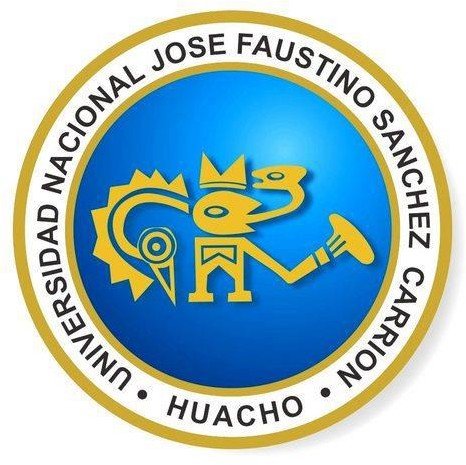 UNIVERSIDAD NACIONAL JOSE FAUSTINO SANCHEZ CARRION
• HUACHO •